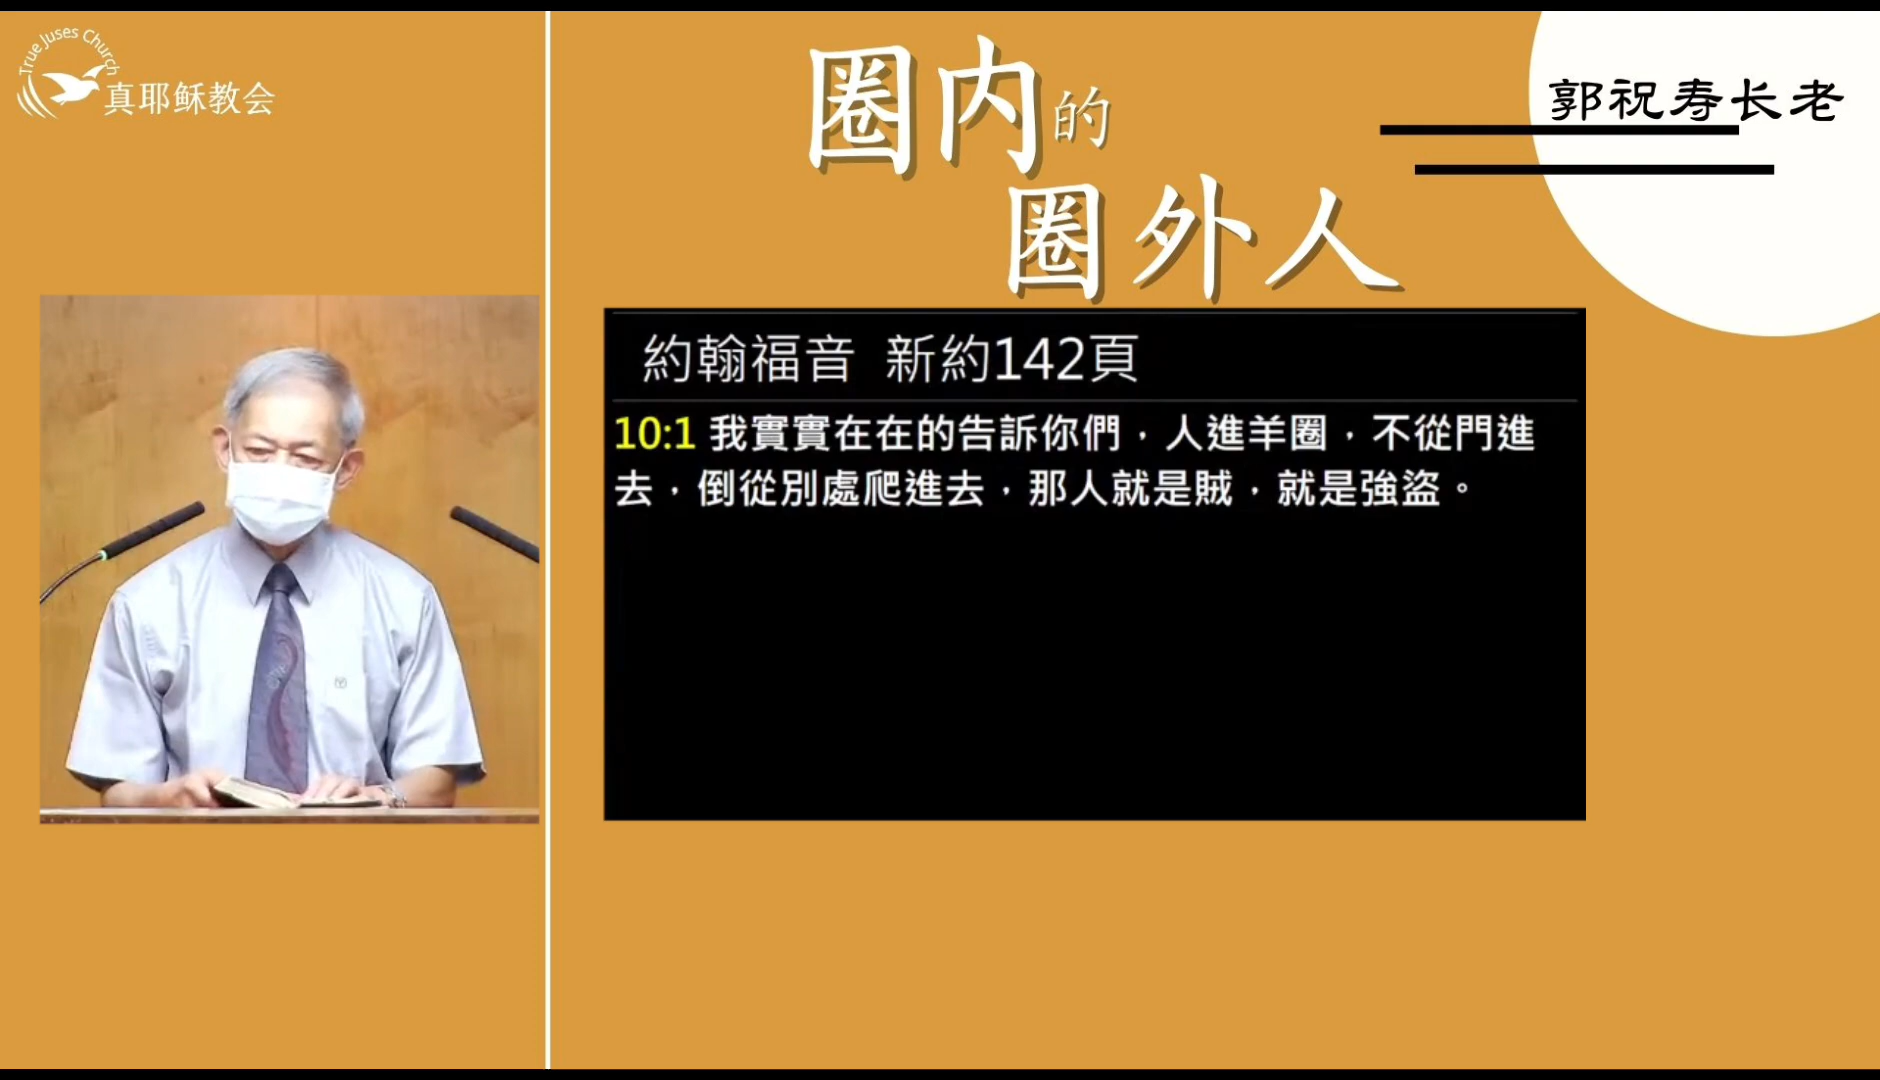 True Juses Church
真耶稣教会
圈内的
圈外人
郭祝寿长老
約翰福音 新約142頁
10:1 我實實在在的告訴你們，人進羊圈，不從門進
去，倒從別處爬進去，那人就是賊，就是強盜。